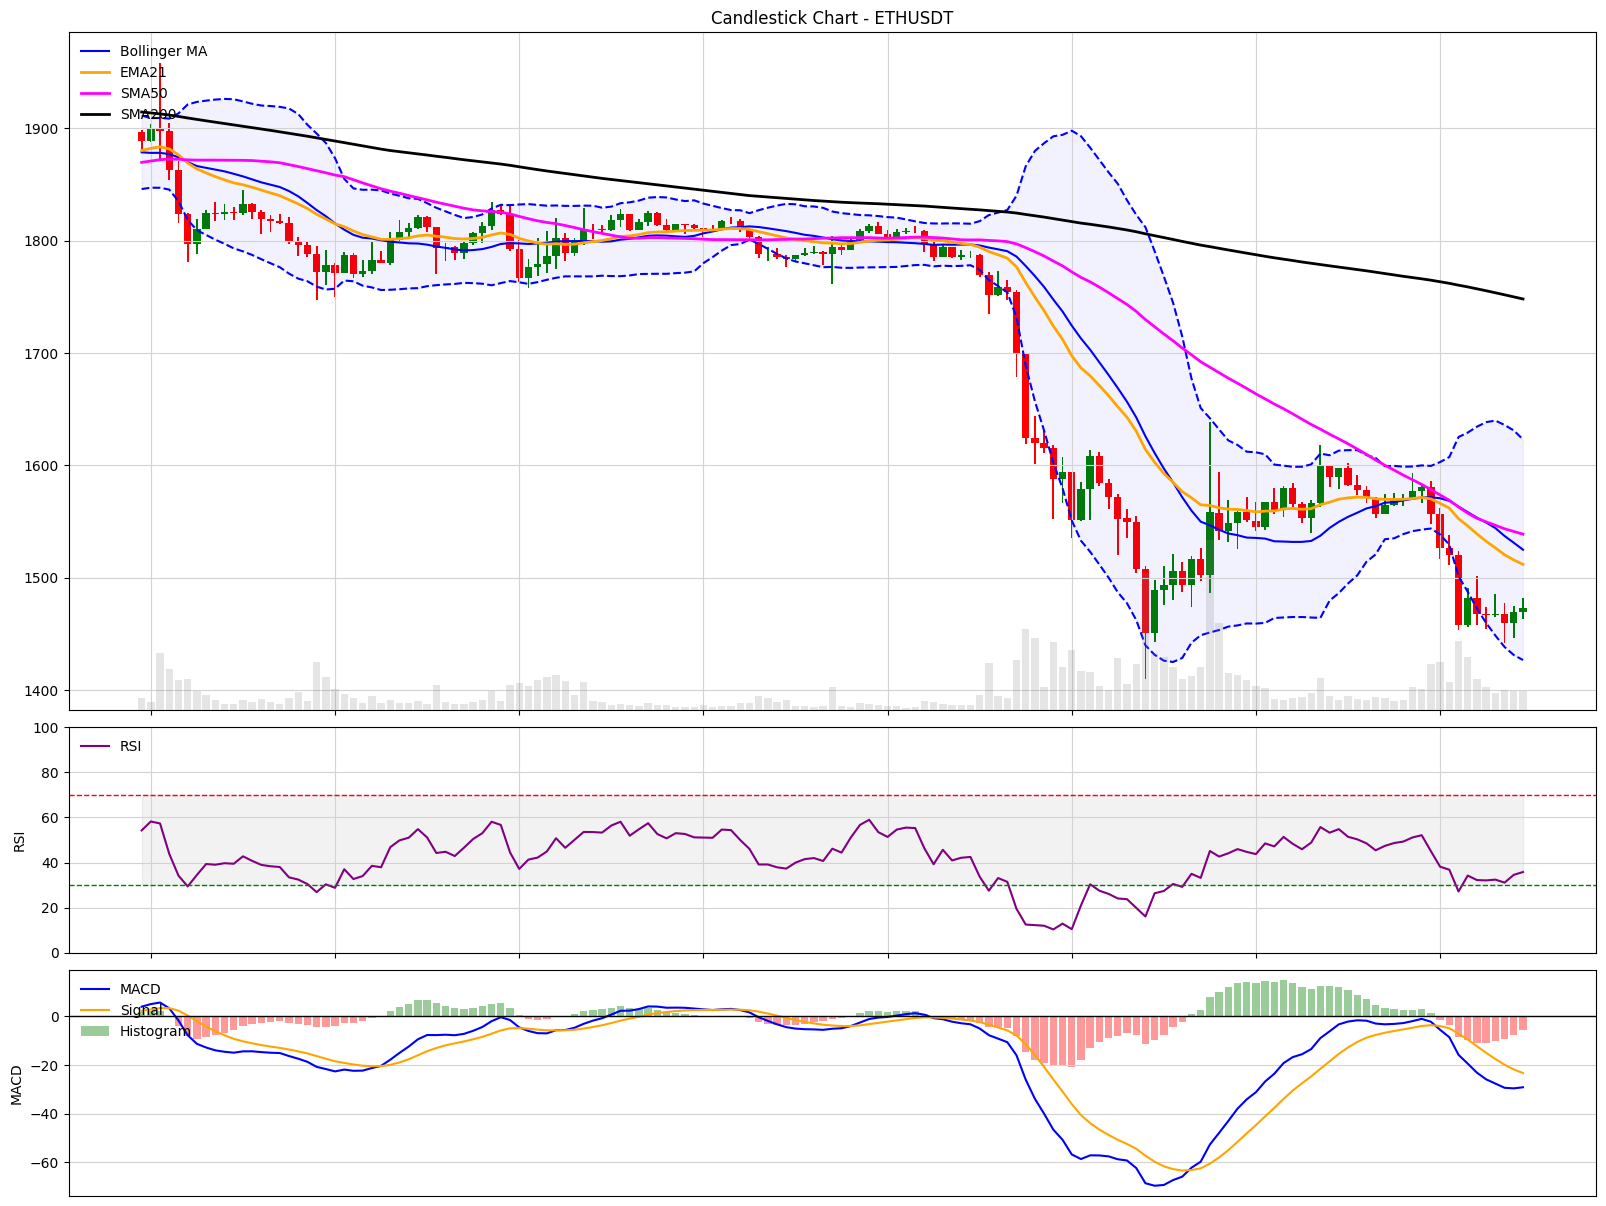 Candlestick Chart - ETHUSDT
Bollinger MA
EMA21
SMA50
SMA200
1900
1800
1700
1600
1500
1400
RSI
100
80
60
40
20
0
RSI
MACD
Signal
Histogram
0
−20
−40
−60
MACD